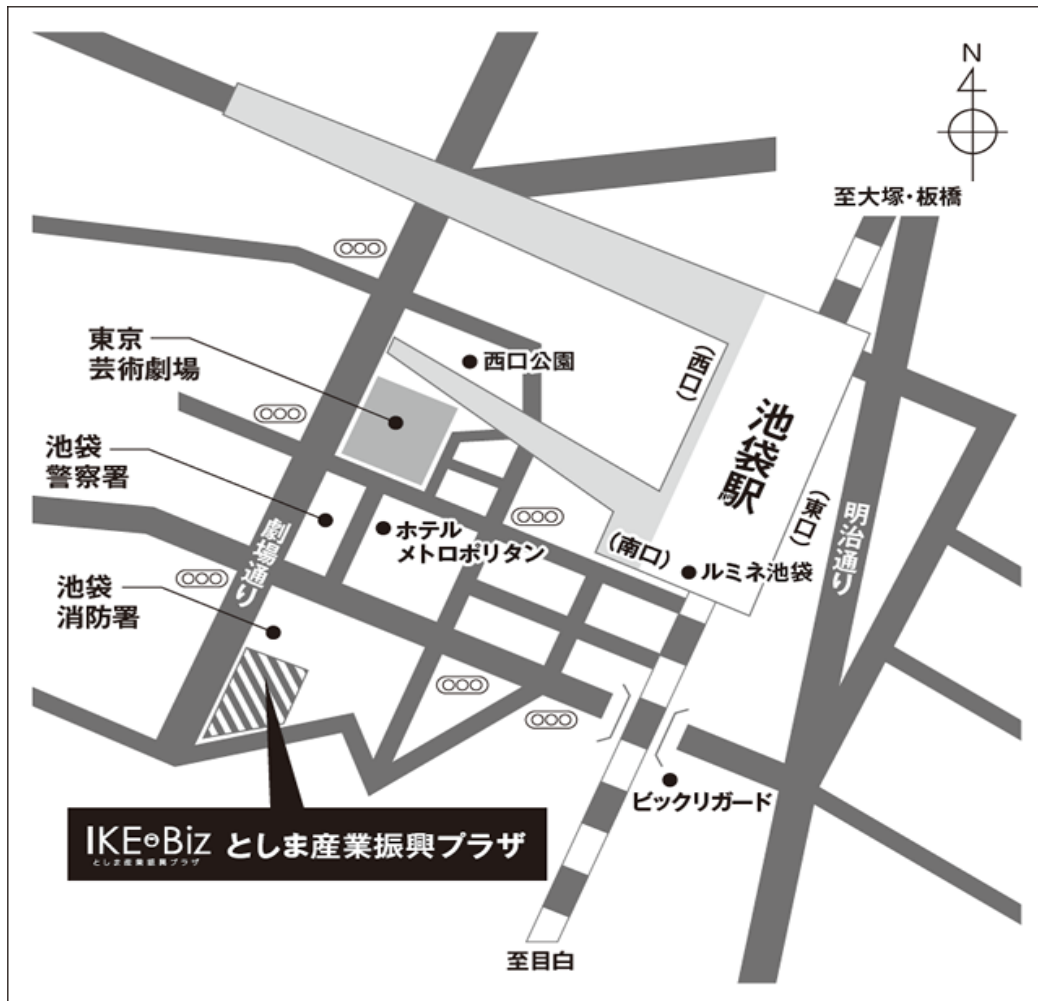 N
至大塚・板橋
東京
芸術劇場
西口公園
(西口)
池袋駅
(東口)
明治通り
池袋
警察署
ホテル
メトロポリタン
(南口)
ルミネ池袋
劇場通り
池袋
消防署
ビックリガード
IKE・Biz としま産業振興プラザ
としま産業振興プラザ
至目白